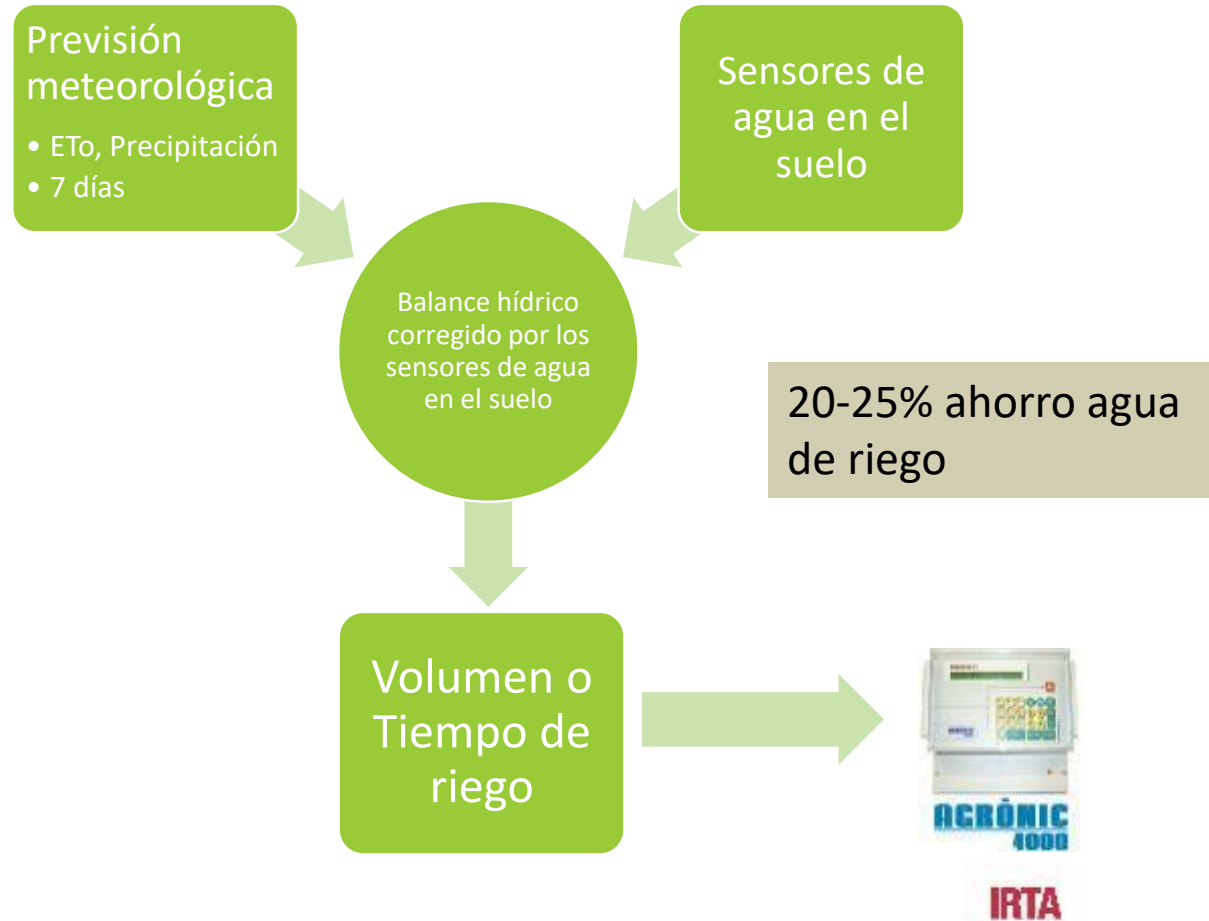 Previsión
meteorológica
• ETo, Precipitación
• 7 días
Sensores de
agua en el
suelo
Balance hídrico
corregido por los
sensores de agua
en el suelo
20-25% ahorro agua
de riego
Volumen o
Tiempo de
riego
AGRÒNIC
4000
IRTA